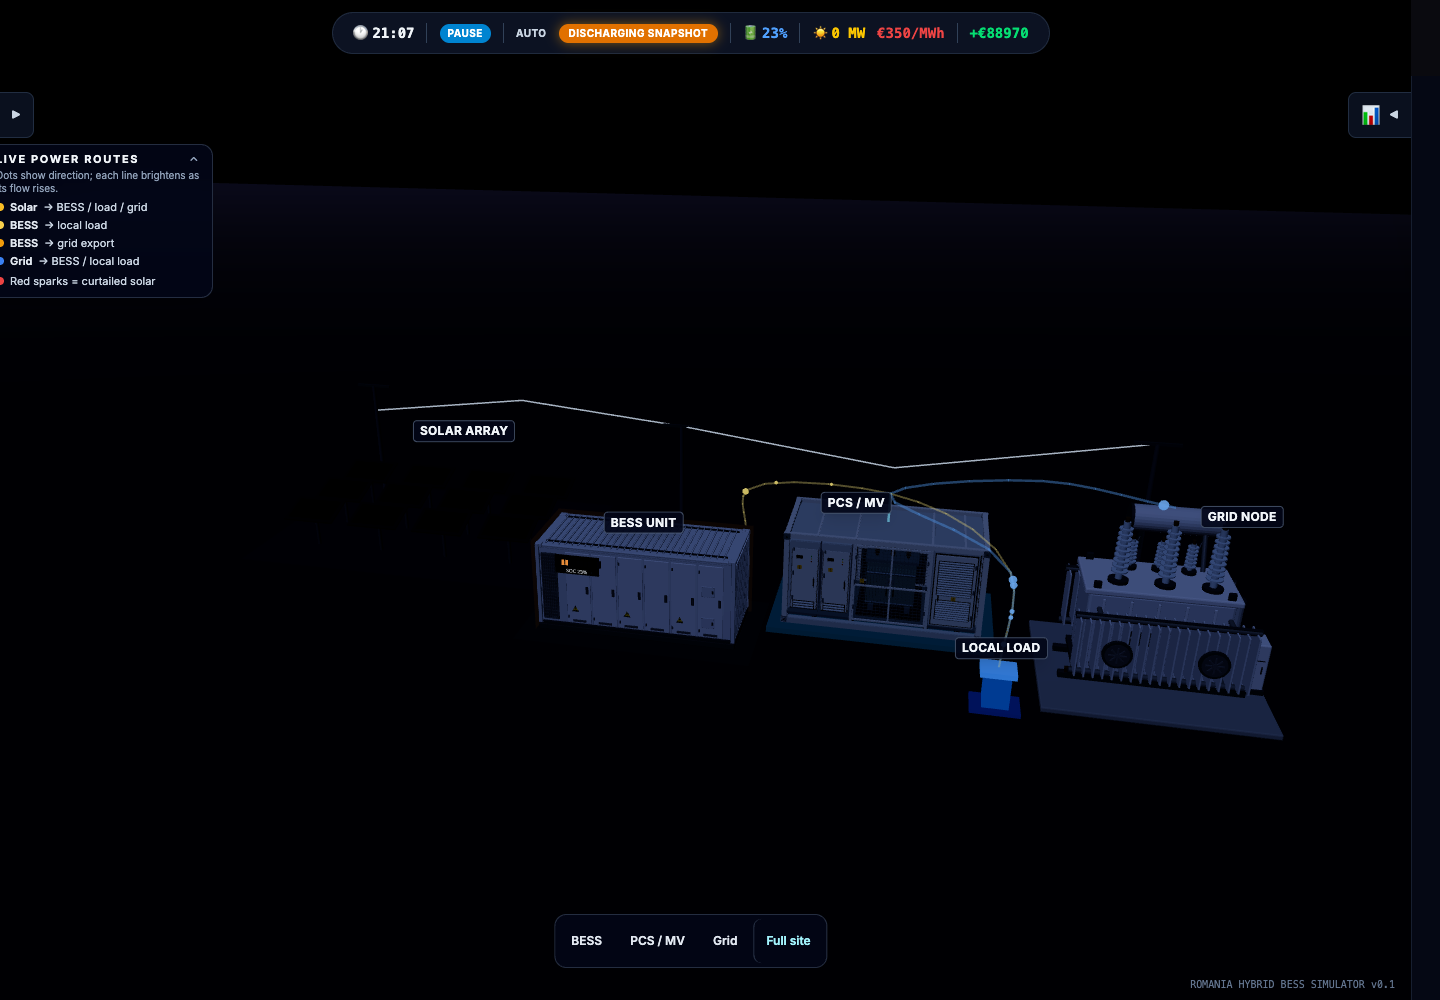 21:07 PAUSE AUTO DISCHARGING SNAPSHOT 23% 0 MW €350/MWh +€88970
LIVE POWER ROUTES
Dots show direction; each line brightens as
its flow rises.
Solar → BESS / load / grid
BESS → local load
BESS → grid export
Grid → BESS / local load
Red sparks = curtailed solar
SOLAR ARRAY
PCS / MV
GRID NODE
BESS UNIT
LOCAL LOAD
BESS PCS / MV Grid Full site
ROMANIA HYBRID BESS SIMULATOR v0.1